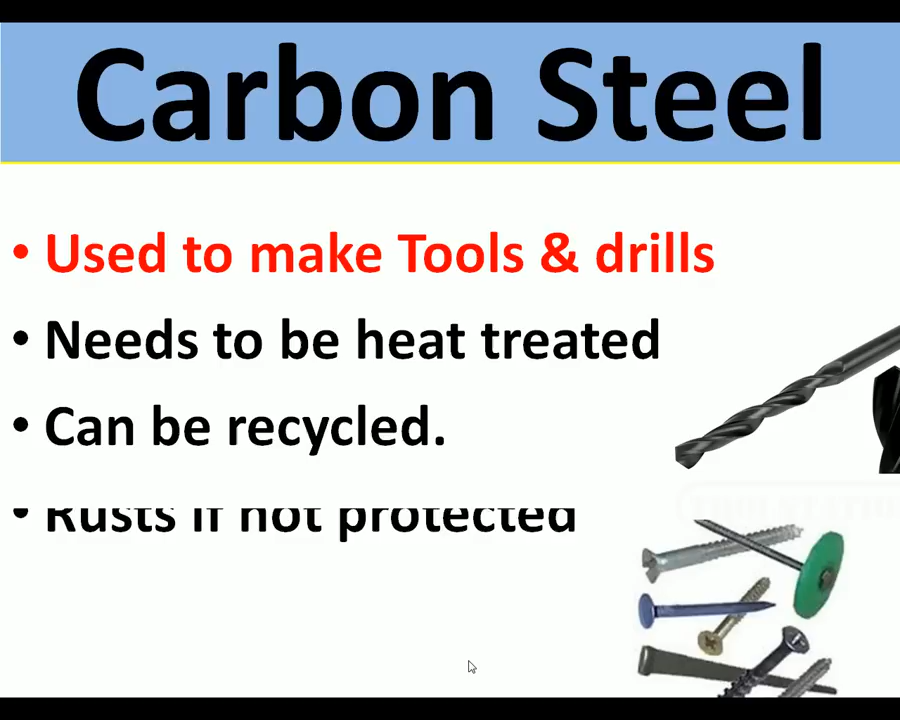 Carbon Steel
• Used to make Tools & drills
• Needs to be heat treated
• Can be recycled.
• Rusts if not protected